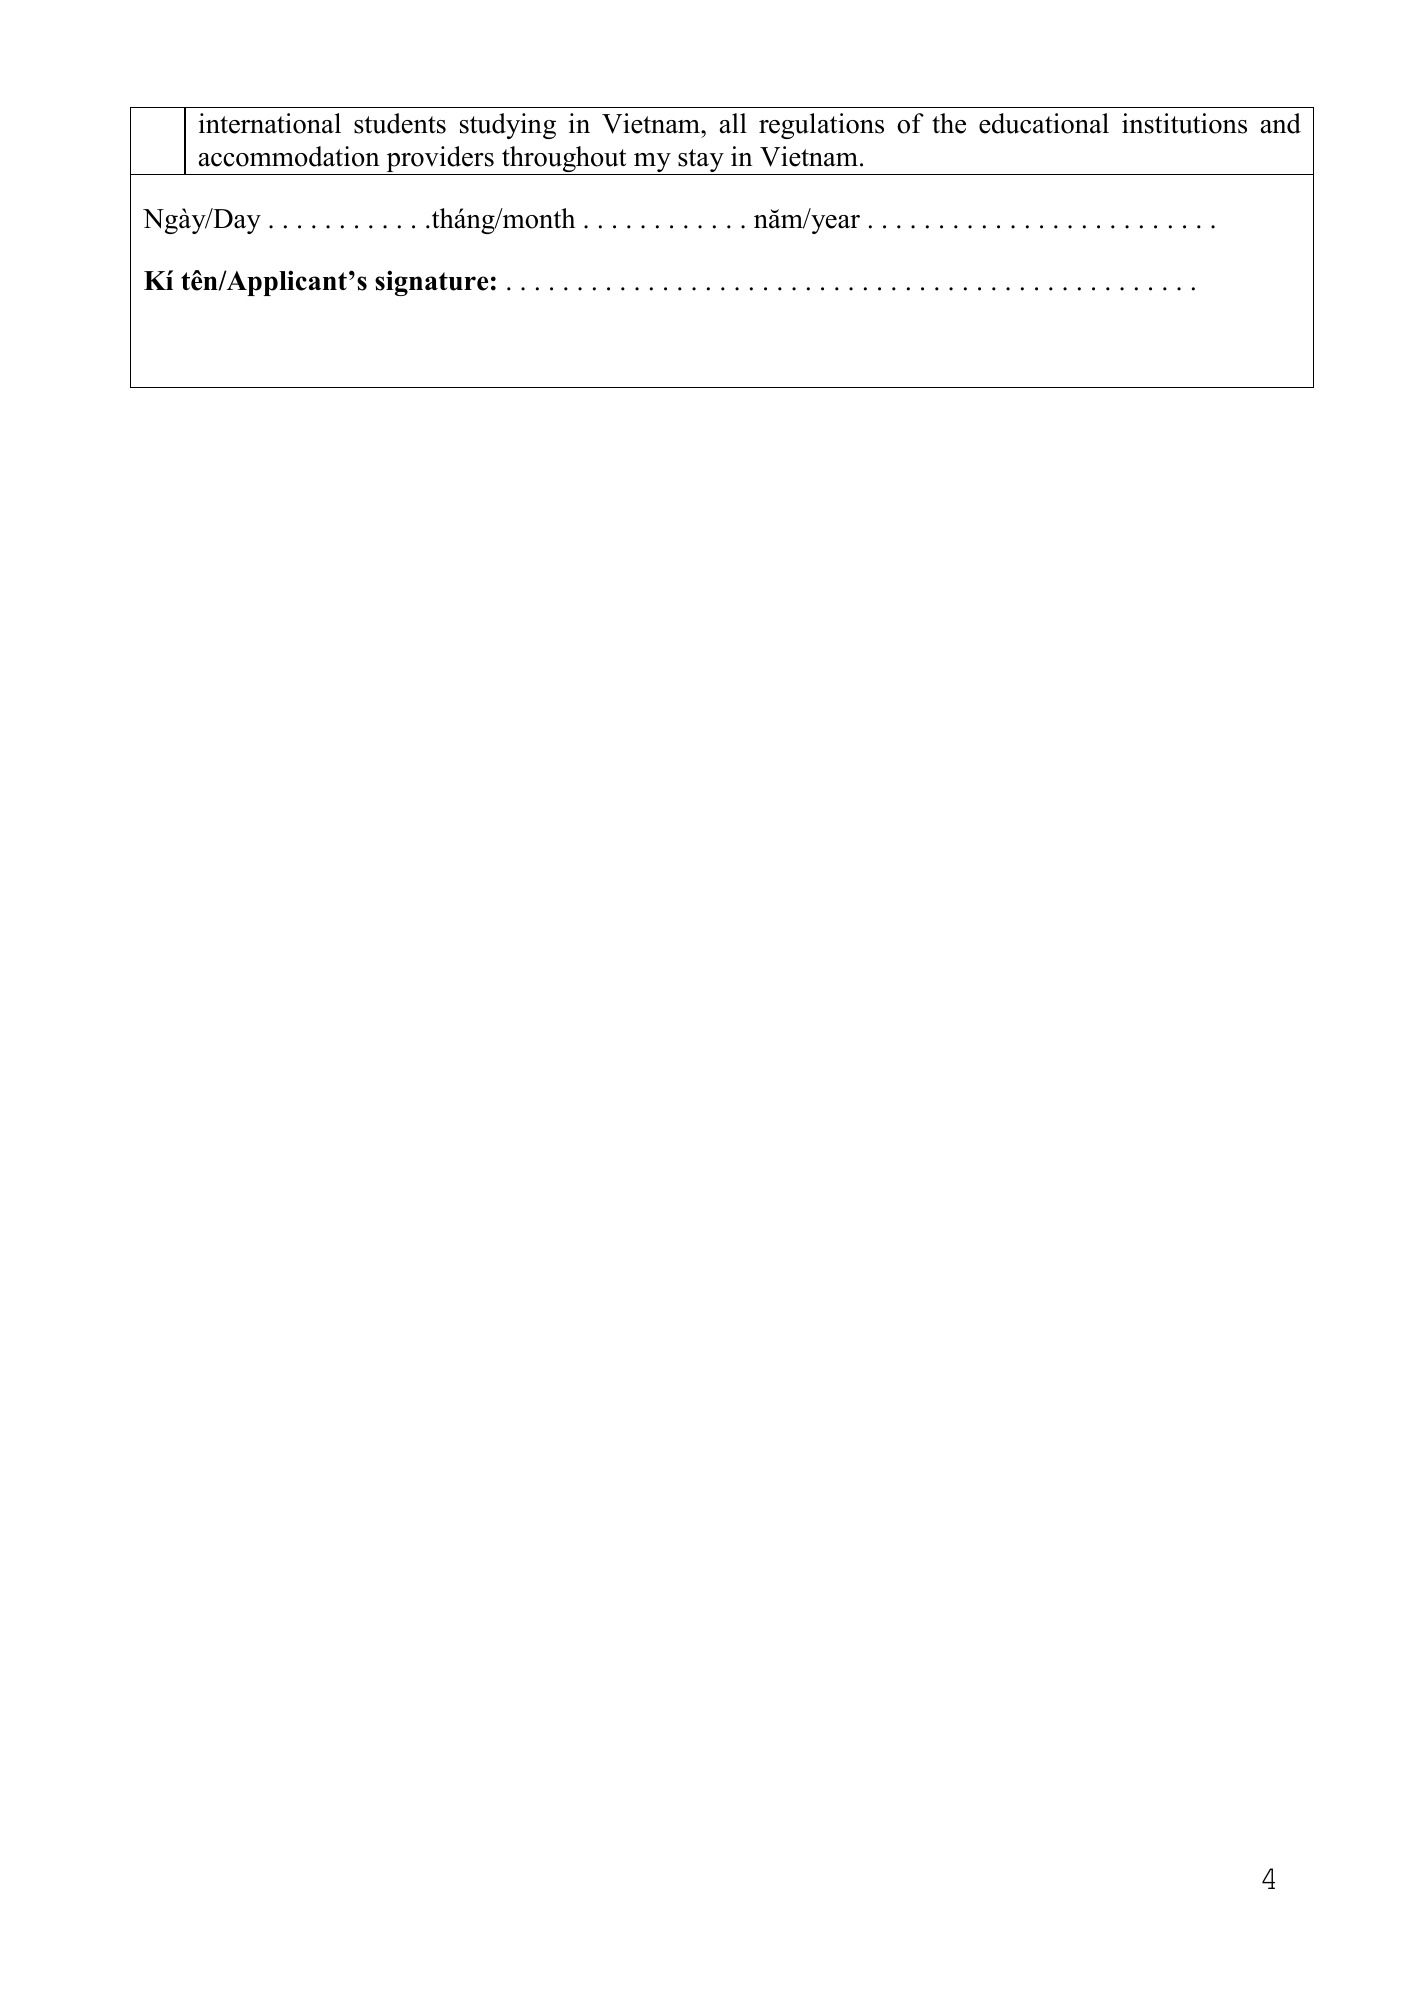 international students studying in Vietnam, all regulations of the educational institutions and
accommodation providers throughout my stay in Vietnam.
Ngày/Day . . . . . . . . . . . .tháng/month . . . . . . . . . . . . năm/year . . . . . . . . . . . . . . . . . . . . . . . . .
Kí tên/Applicant’s signature: . . . . . . . . . . . . . . . . . . . . . . . . . . . . . . . . . . . . . . . . . . . . . . . . .
4